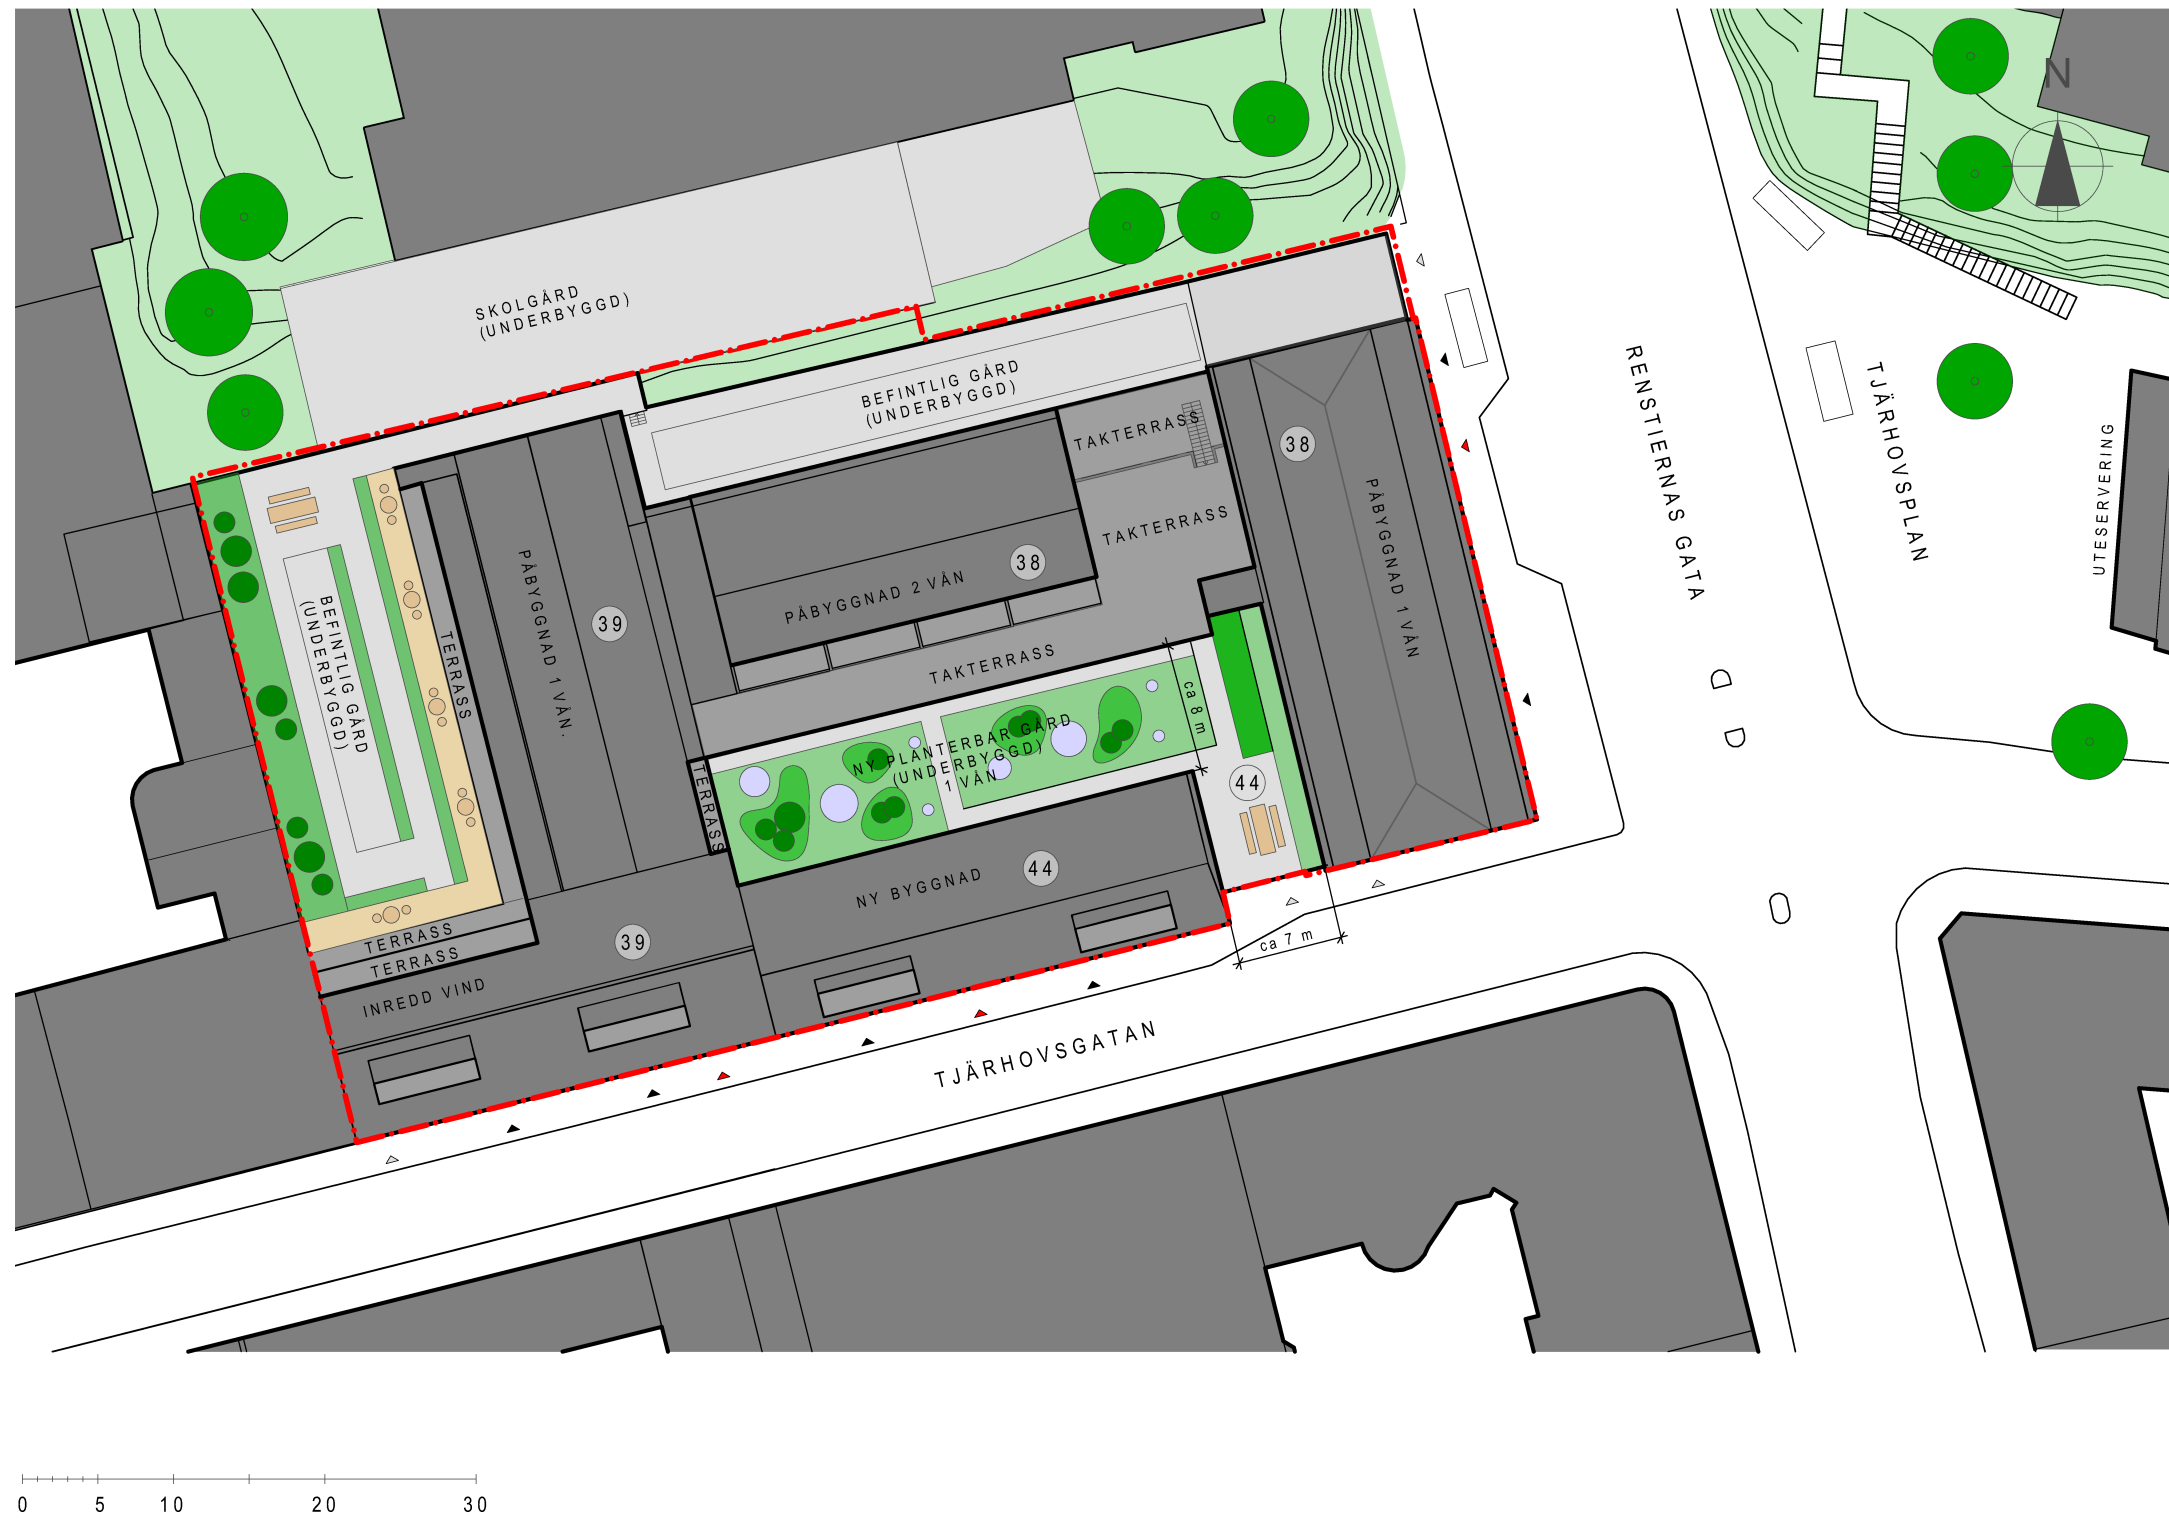 N
SKOLGÅRD
(UNDERBYGGD)
BEFINTLIG GÅRD
(UNDERBYGGD)
TAKTERRASS
TAKTERRASS
38
38
PÅBYGGNAD 1 VÅN
RENSTIERNAS GATA
TJÄRHOVSPLAN
UTESERVERING
PÅBYGGNAD 1 VÅN.
39
PÅBYGGNAD 2 VÅN
TAKTERRASS
BEFINTLIG GÅRD
(UNDERBYGGD)
TERRASS
ca 8 m
NY PLANTERBAR GÅRD
(UNDERBYGGD)
1 VÅN
TERRASS
44
NY BYGGNAD
44
TERRASS
TERRASS
39
INREDD VIND
ca 7 m
TJÄRHOVSGATAN
0 5 10 20 30